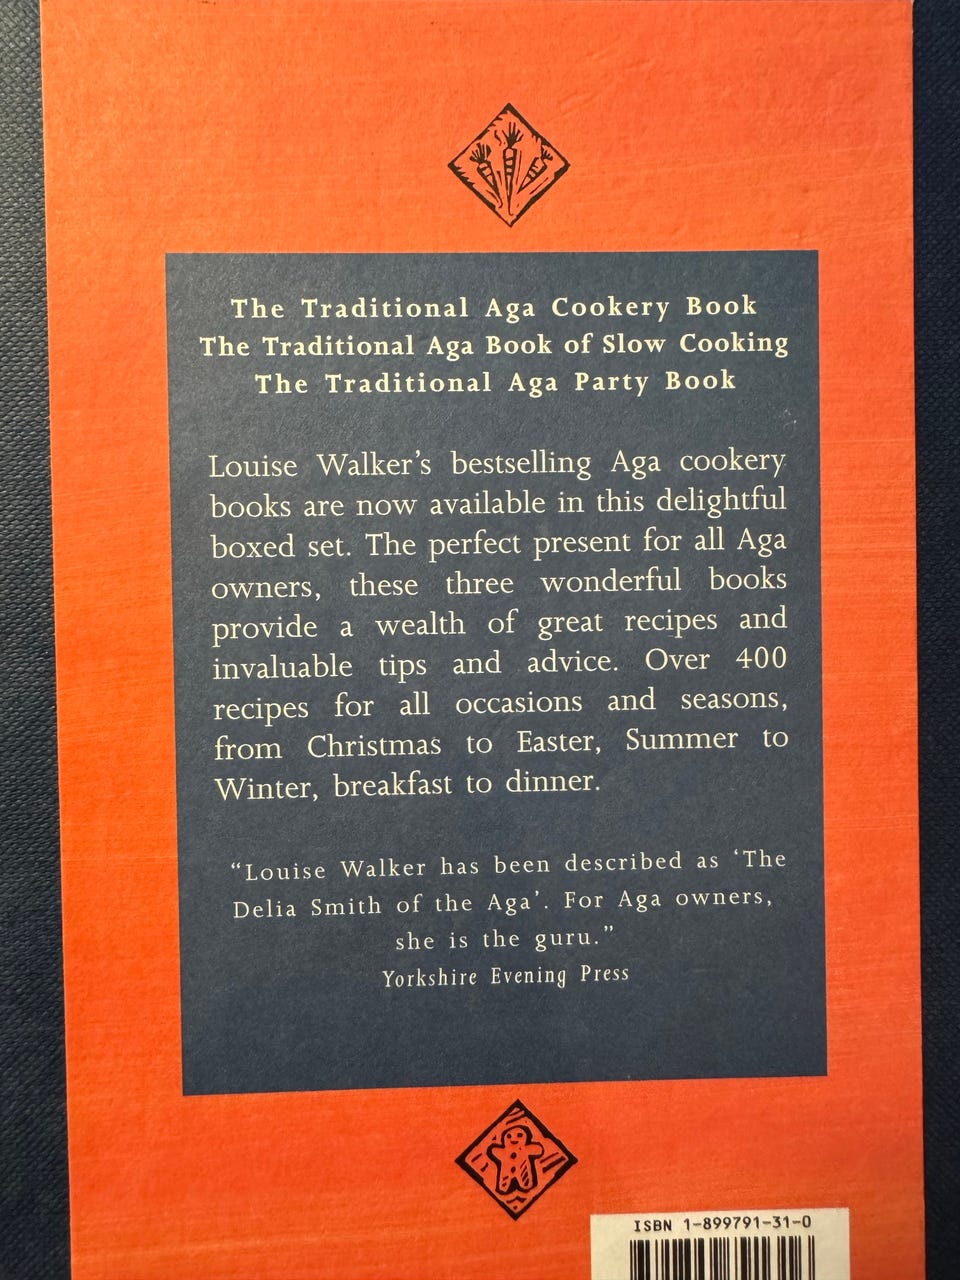 The Traditional Aga Cookery Book
The Traditional Aga Book of Slow Cooking
The Traditional Aga Party Book
Louise Walker's bestselling Aga cookery
books are now available in this delightful
boxed set. The perfect present for all Aga
owners, these three wonderful books
provide a wealth of great recipes and
invaluable tips and advice. Over 400
recipes for all occasions and seasons,
from Christmas to Easter, Summer to
Winter, breakfast to dinner.
“Louise Walker has been described as ‘The
Delia Smith of the Aga’. For Aga owners,
she is the guru.”
Yorkshire Evening Press
ISBN 1-899791-31-0